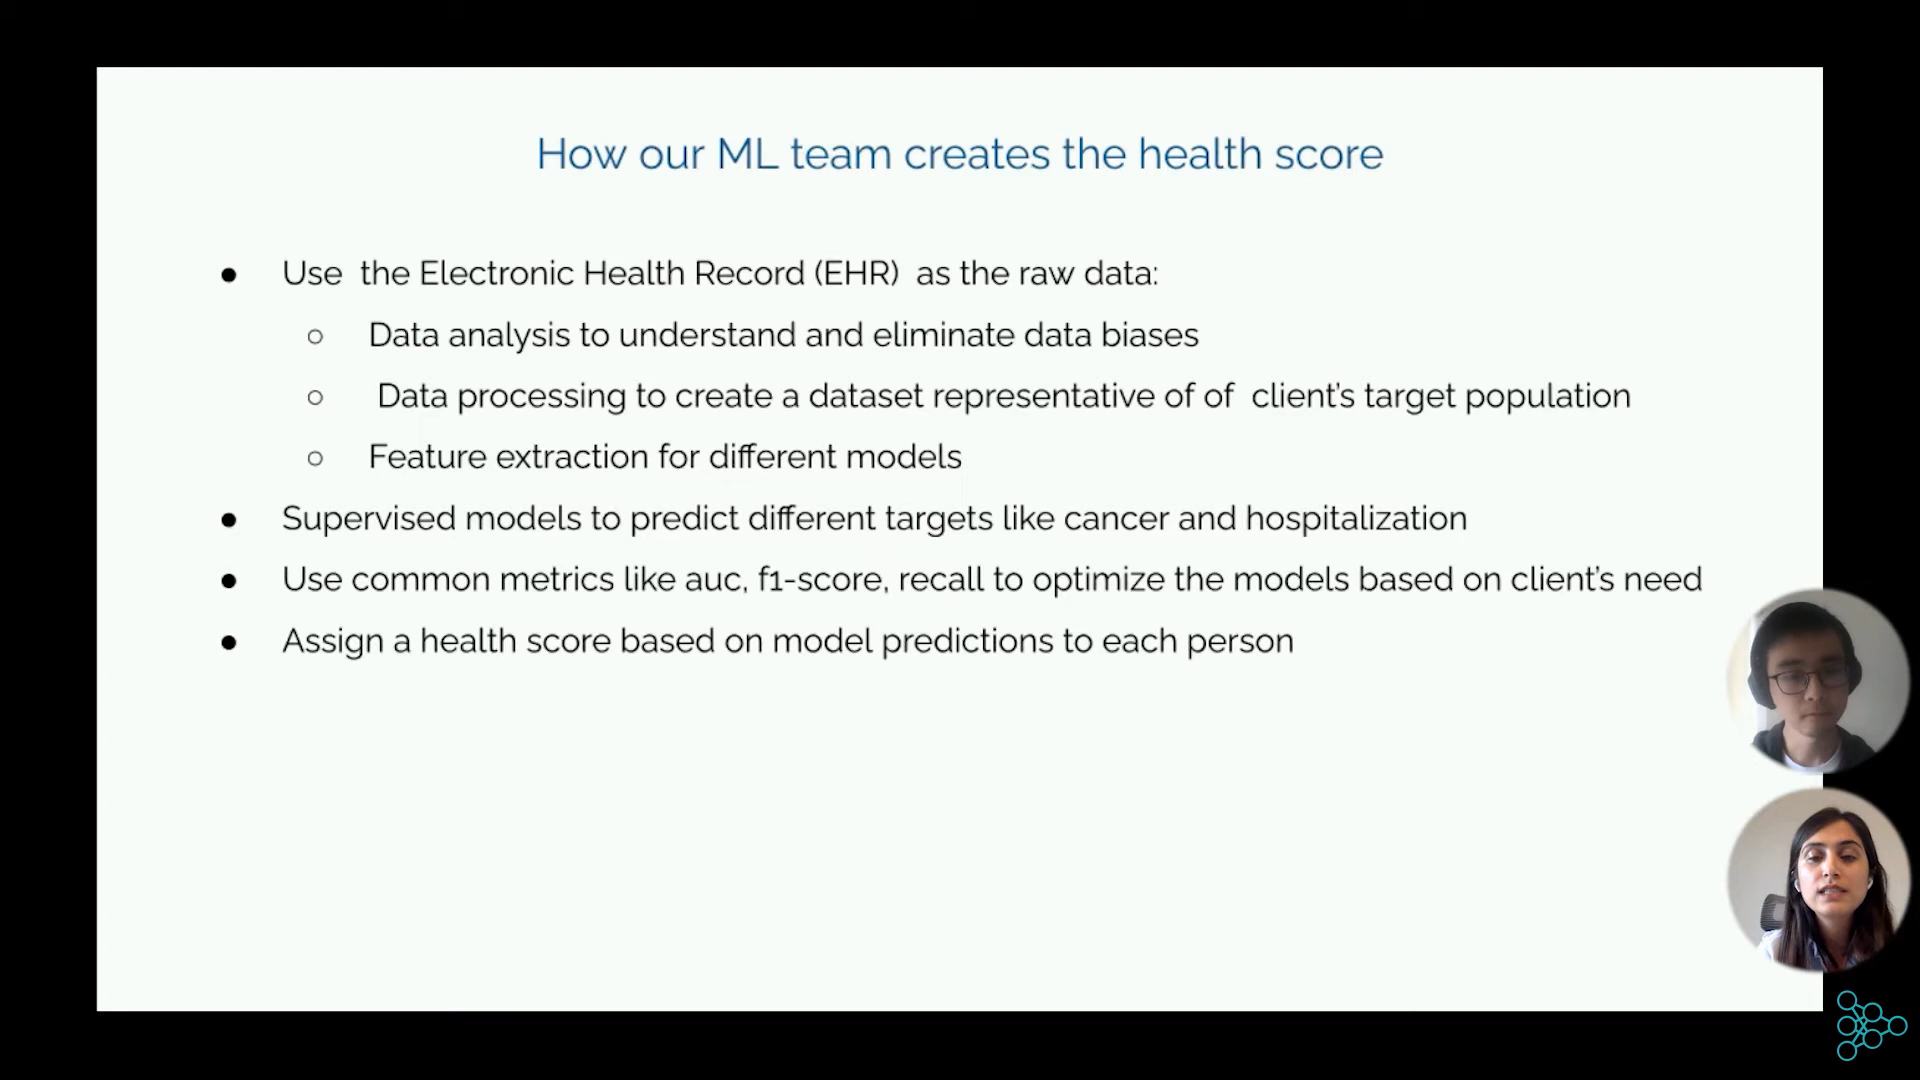 How our ML team creates the health score
● Use the Electronic Health Record (EHR) as the raw data:
○ Data analysis to understand and eliminate data biases
○ Data processing to create a dataset representative of of client's target population
○ Feature extraction for different models
● Supervised models to predict different targets like cancer and hospitalization
● Use common metrics like auc, f1-score, recall to optimize the models based on client's need
● Assign a health score based on model predictions to each person